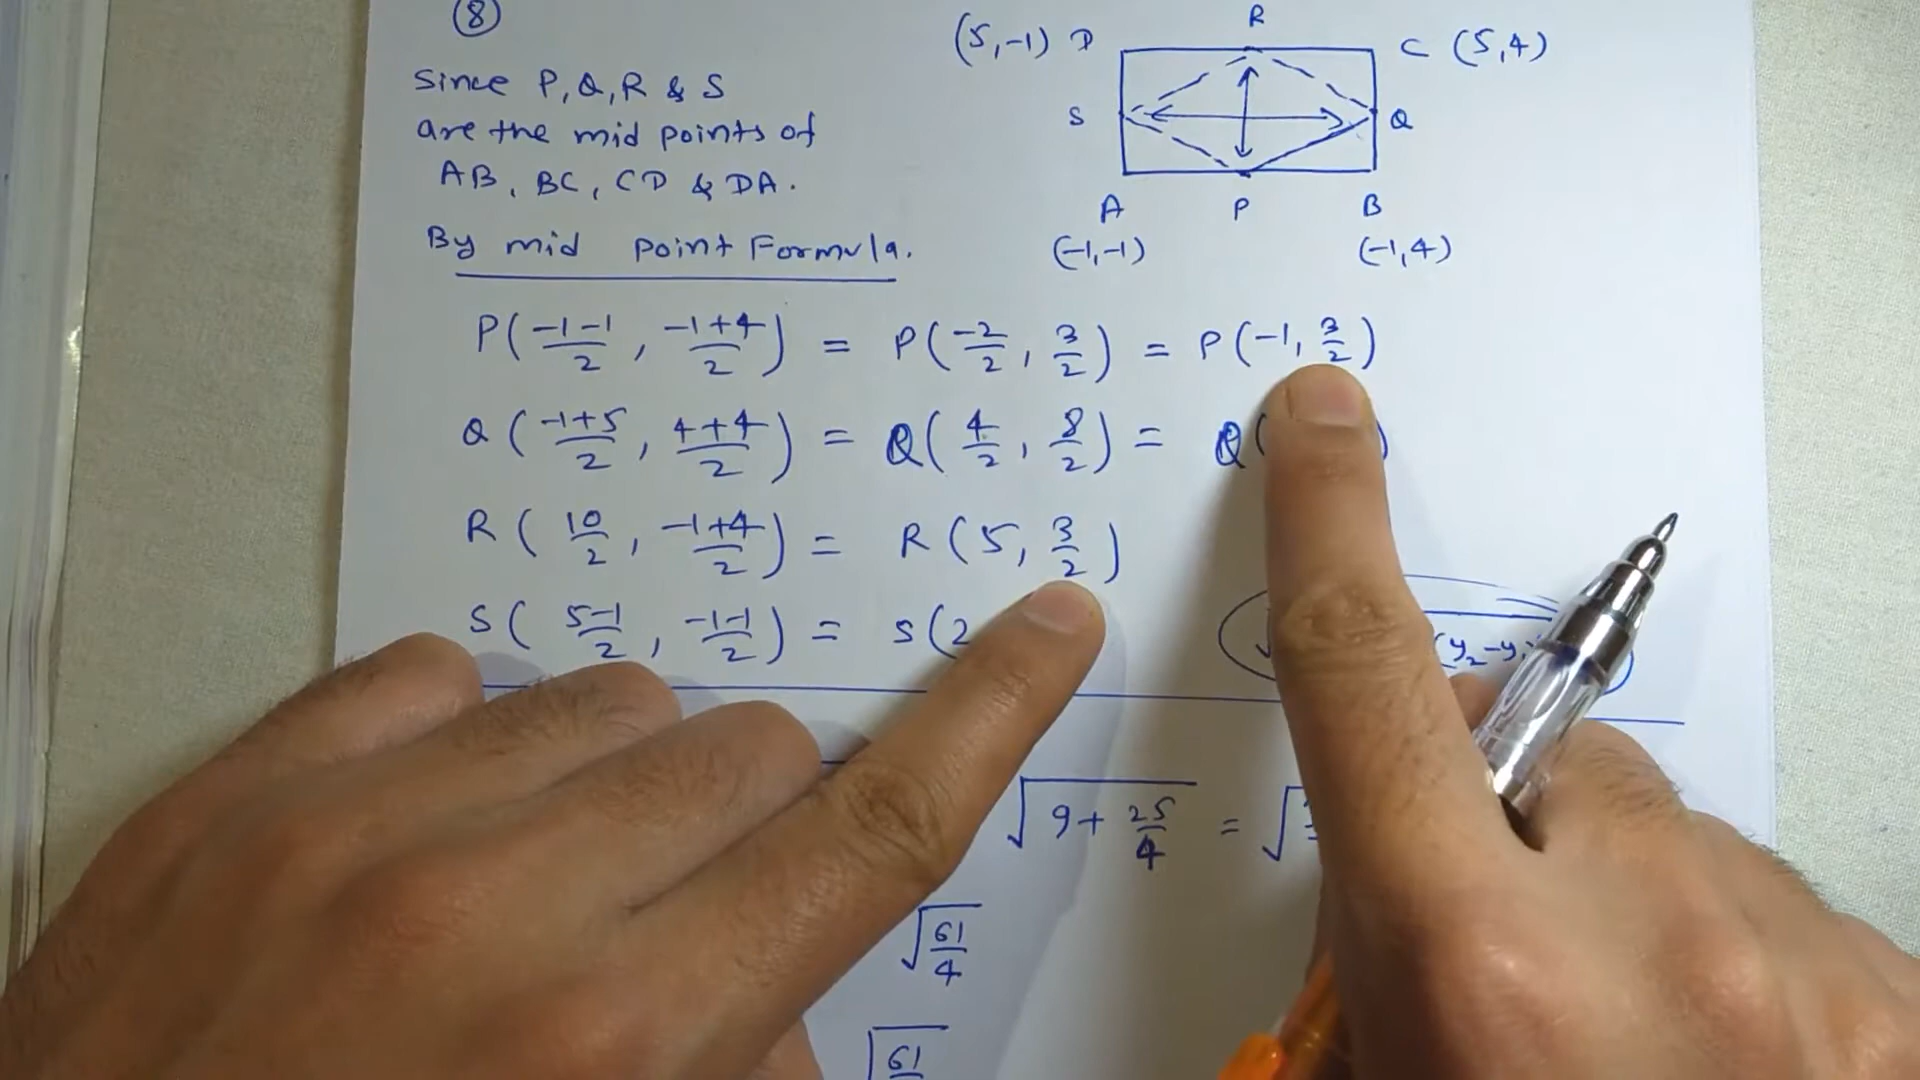 8
Since P, Q, R & S
are the mid points of
AB, BC, CD & DA.
By mid point Formula.
(5,-1) D
R
C (5,4)
S
Q
A
P
B
(-1,-1)
(-1,4)
P(-1-1/2, -1+4/2) = P(-2/2, 3/2) = P(-1, 3/2)
Q(-1+5/2, 4+4/2) = Q(4/2, 8/2) = Q( )
R(10/2, -1+4/2) = R(5, 3/2)
S(5-1/2, -1-1/2) = S(2
(y₂-y
√9+25/4 = √
√61/4
√61